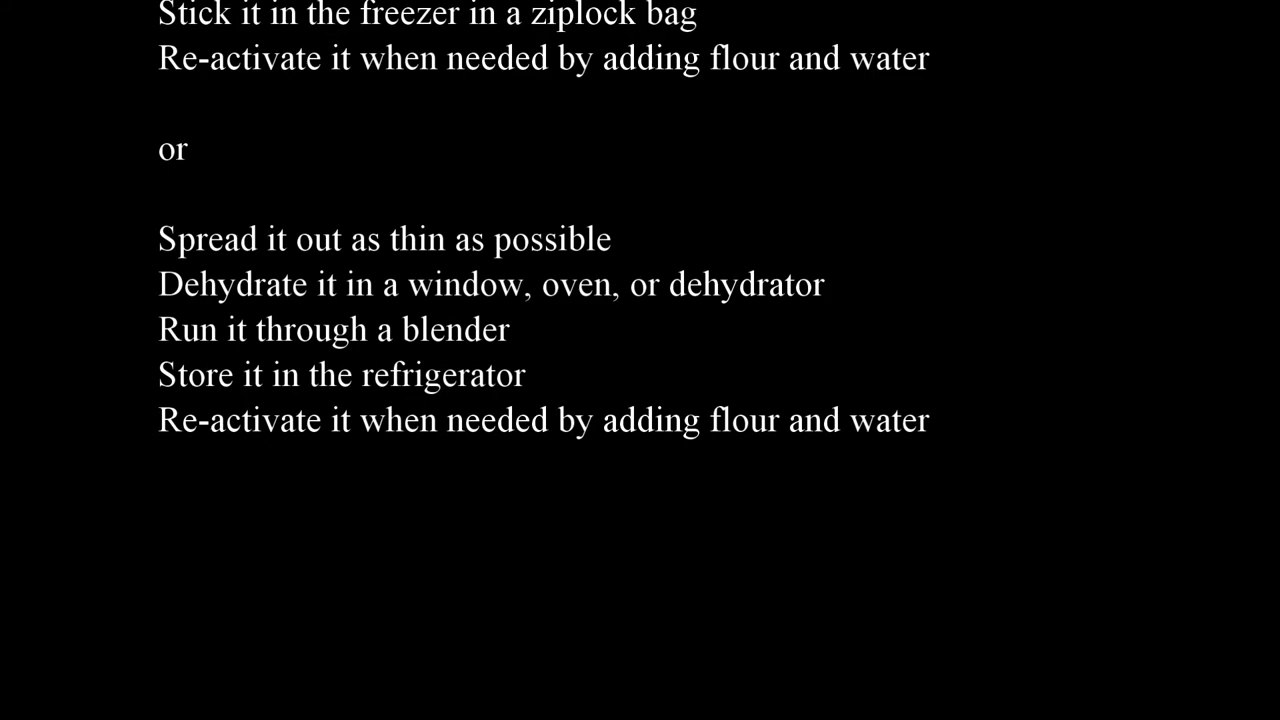 Stick it in the freezer in a ziplock bag
Re-activate it when needed by adding flour and water
or
Spread it out as thin as possible
Dehydrate it in a window, oven, or dehydrator
Run it through a blender
Store it in the refrigerator
Re-activate it when needed by adding flour and water